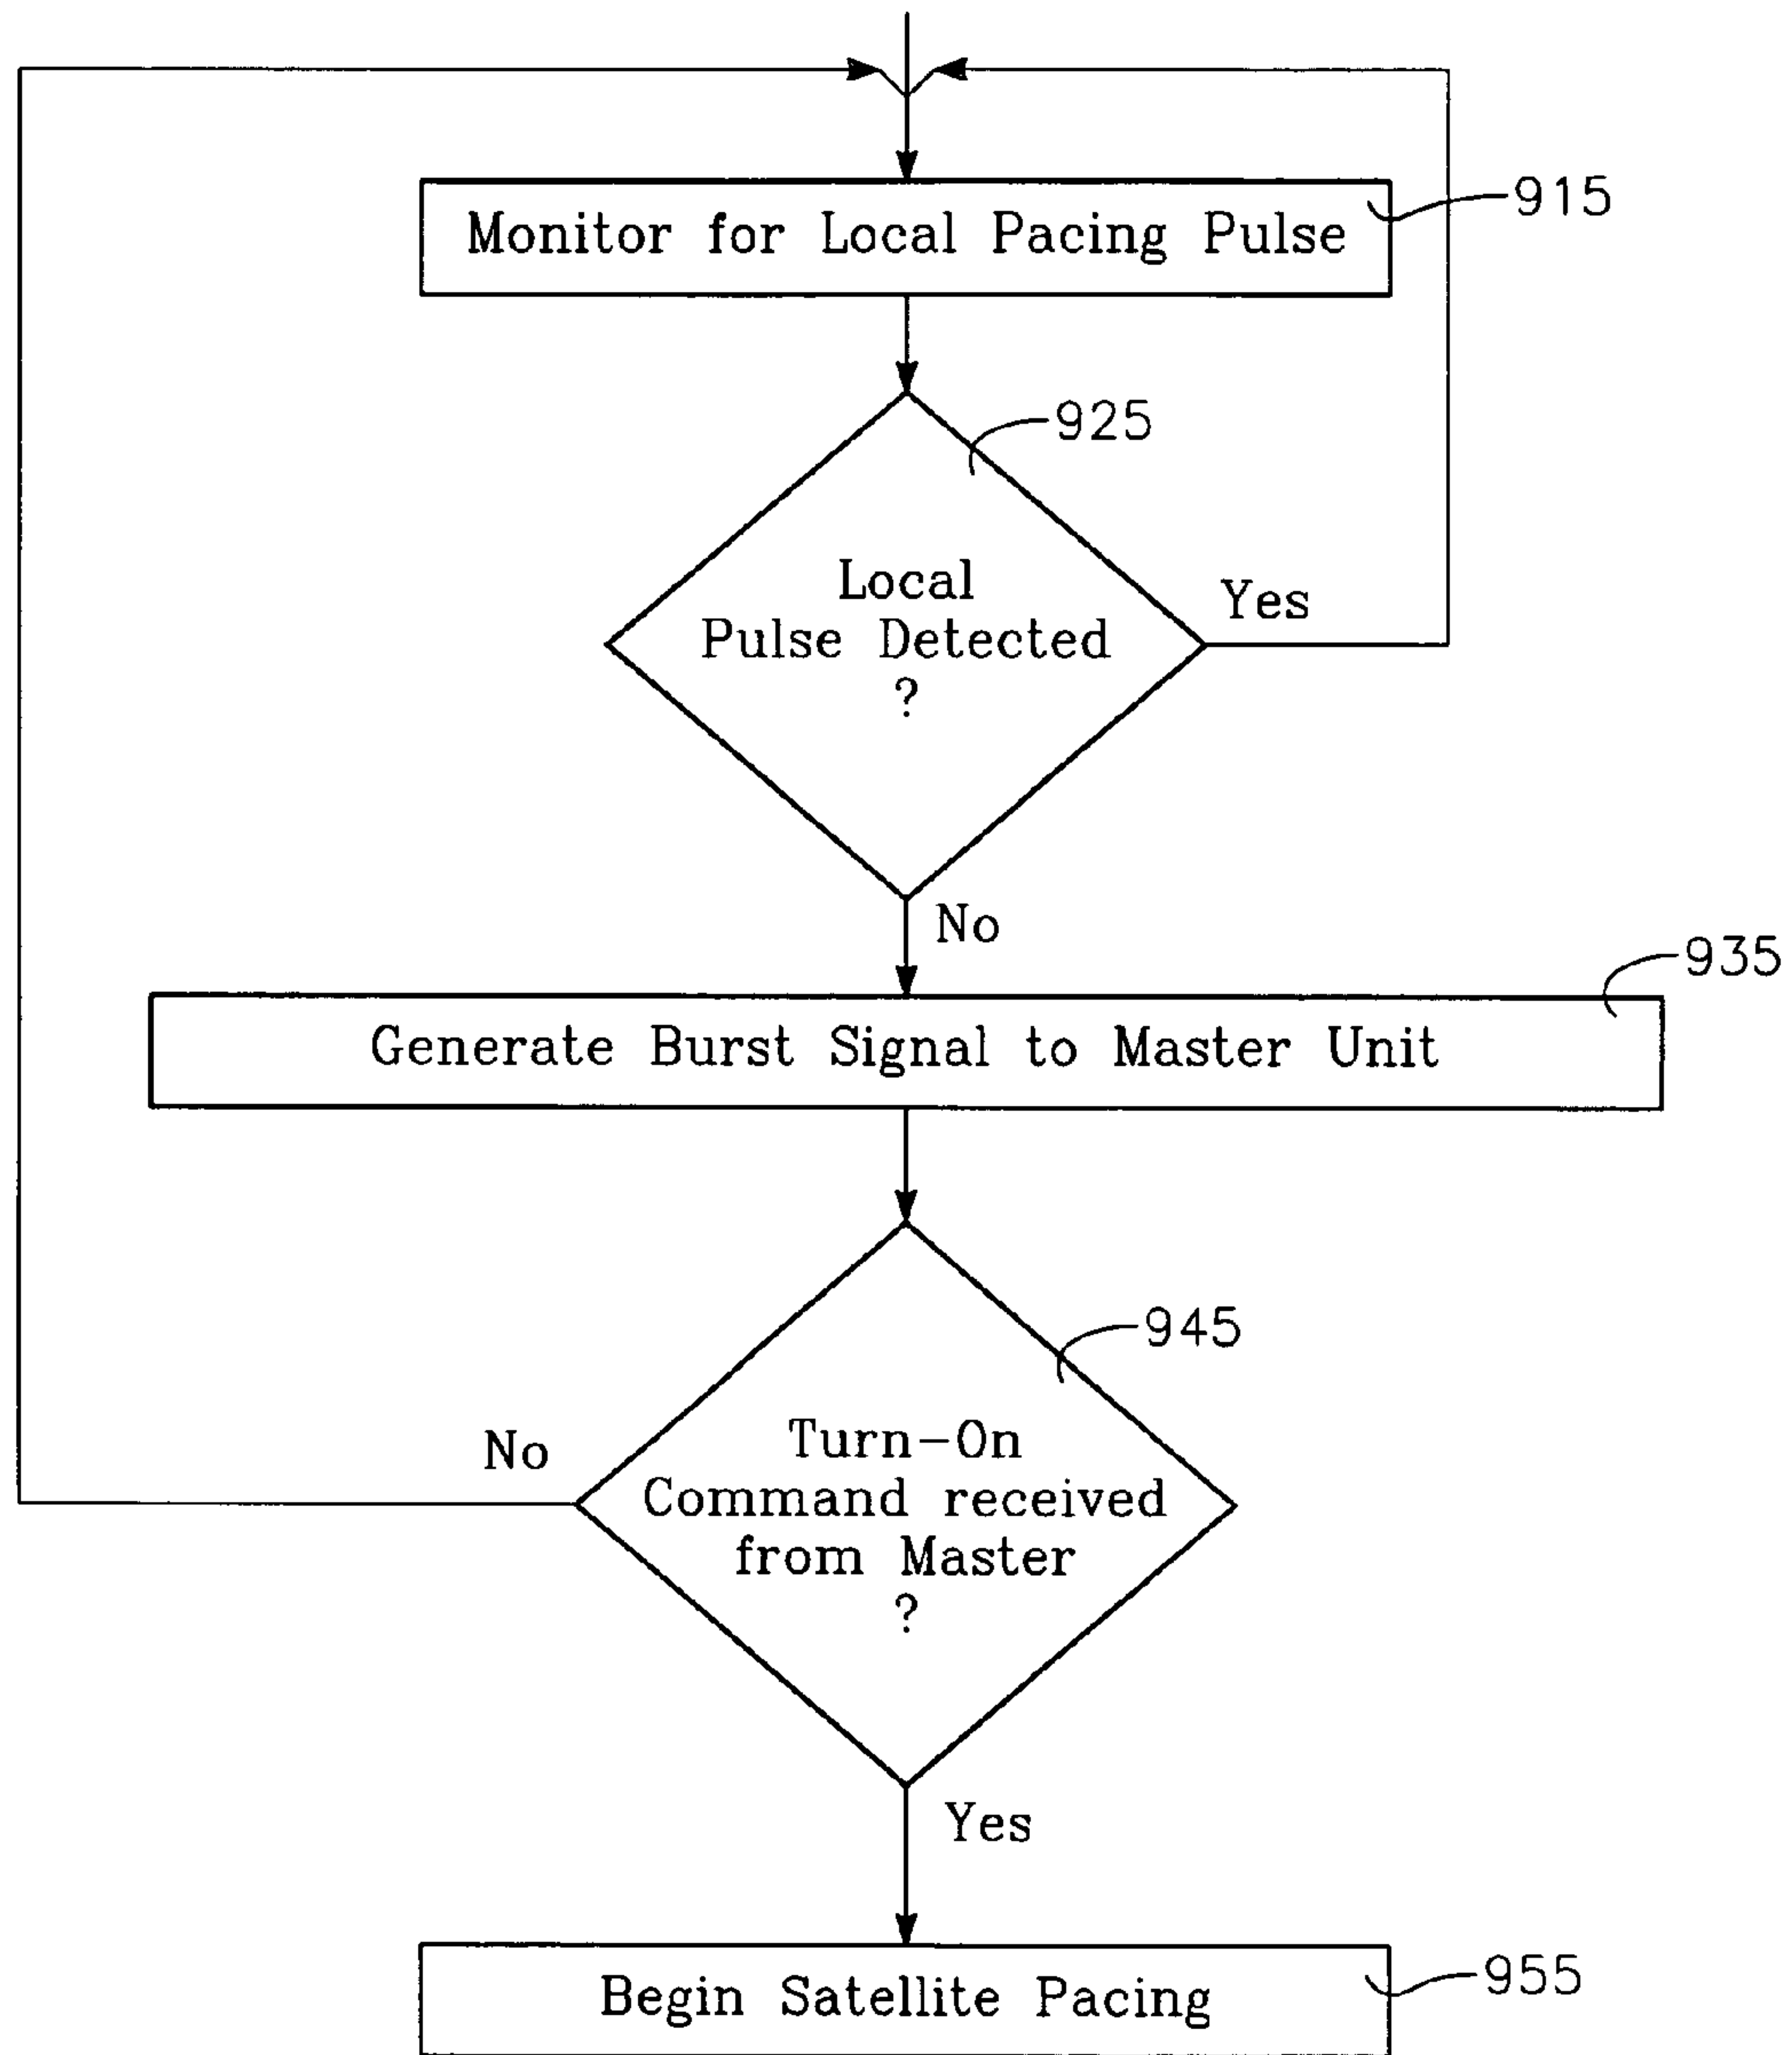 Monitor for Local Pacing Pulse
915
925
Local
Pulse Detected
?
Yes
No
935
Generate Burst Signal to Master Unit
945
No
Turn-On
Command received
from Master
?
Yes
955
Begin Satellite Pacing